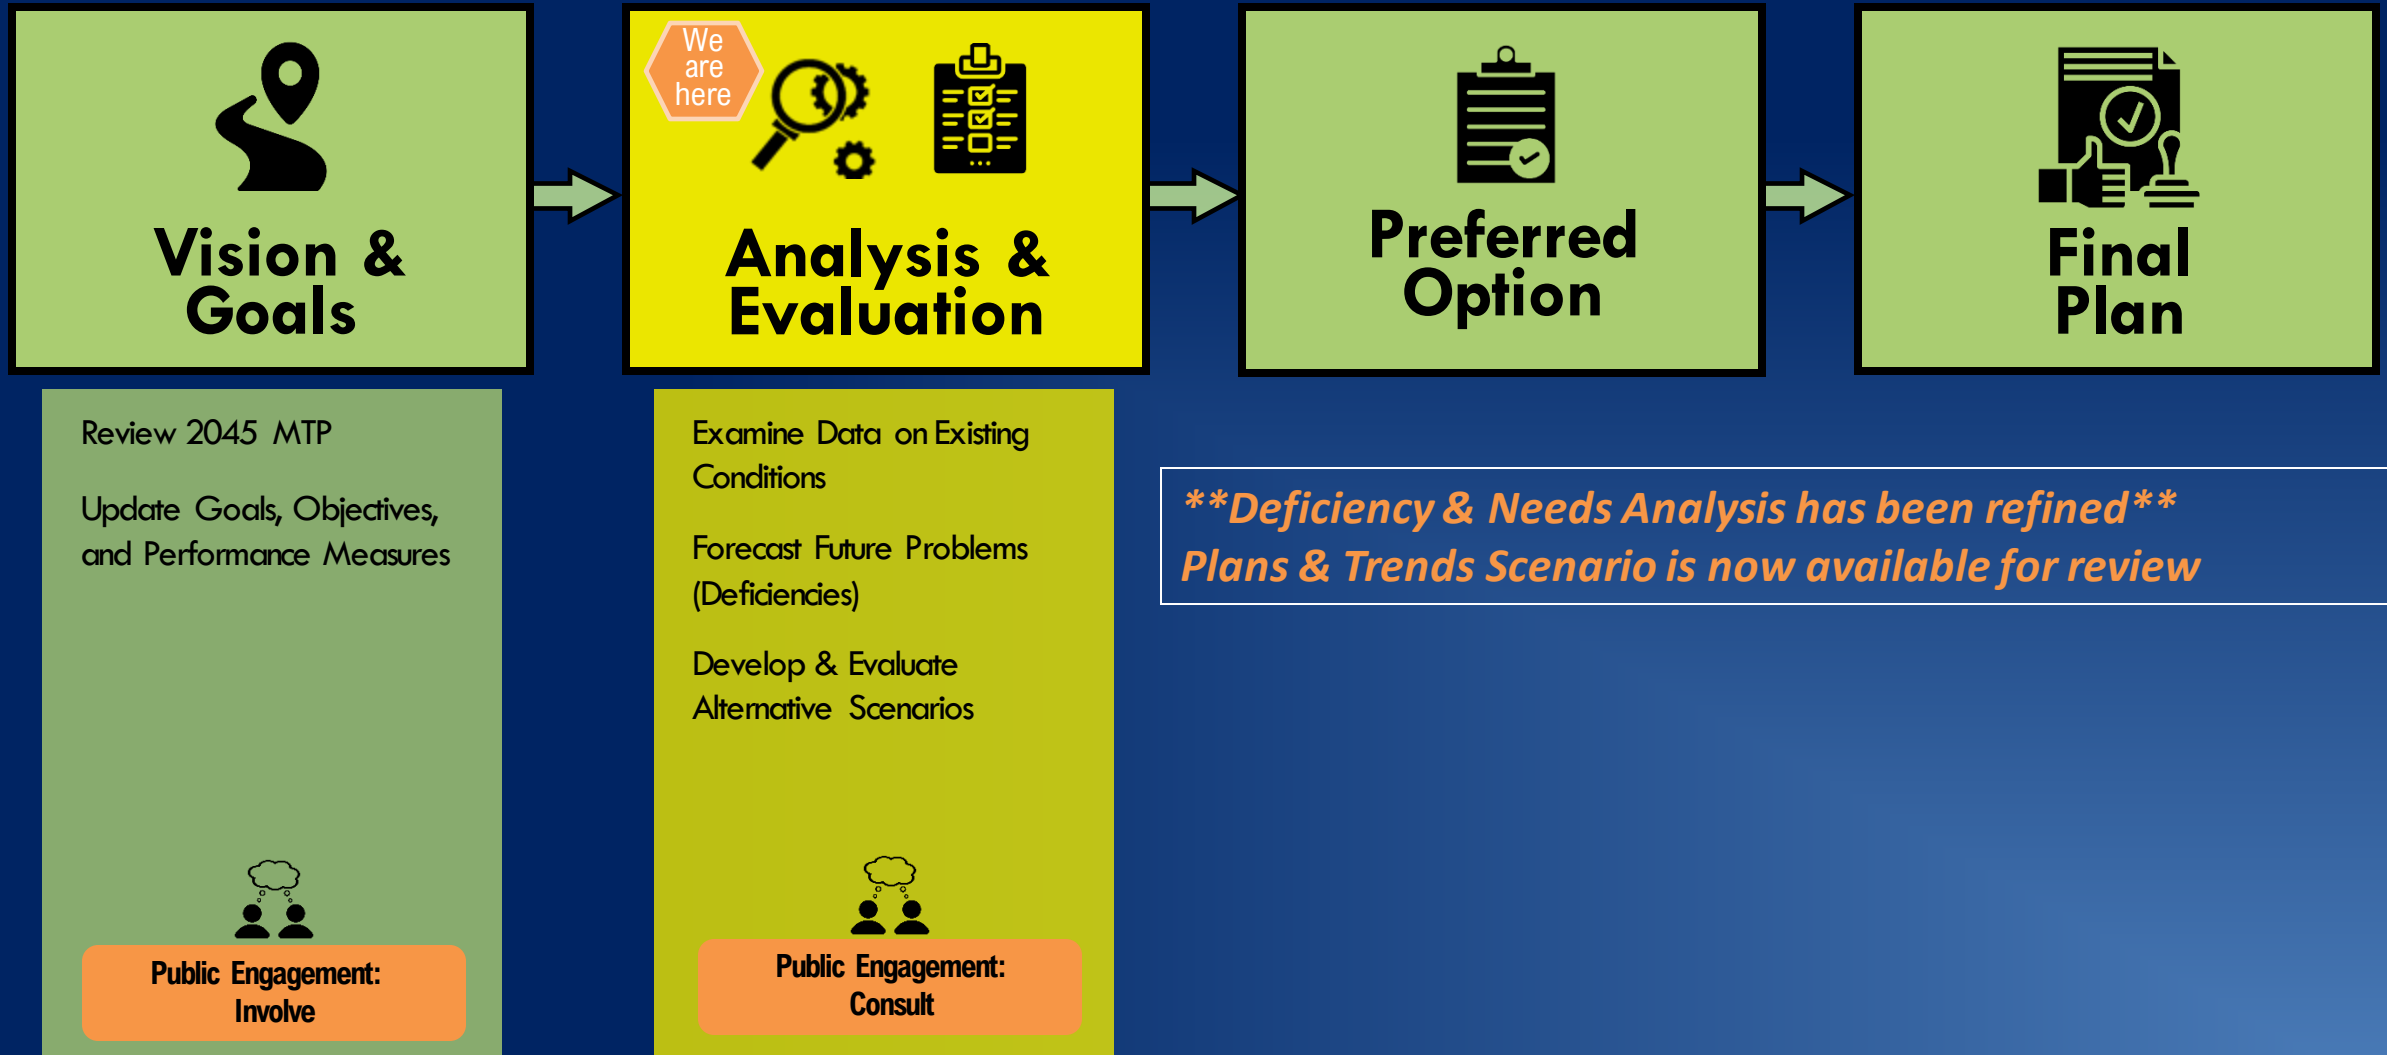 We
are
here
Vision &
Goals
Analysis &
Evaluation
Preferred
Option
Final
Plan
Review 2045 MTP
Update Goals, Objectives,
and Performance Measures
Public Engagement:
Involve
Examine Data on Existing
Conditions
Forecast Future Problems
(Deficiencies)
Develop & Evaluate
Alternative Scenarios
Public Engagement:
Consult
**Deficiency & Needs Analysis has been refined**
Plans & Trends Scenario is now available for review